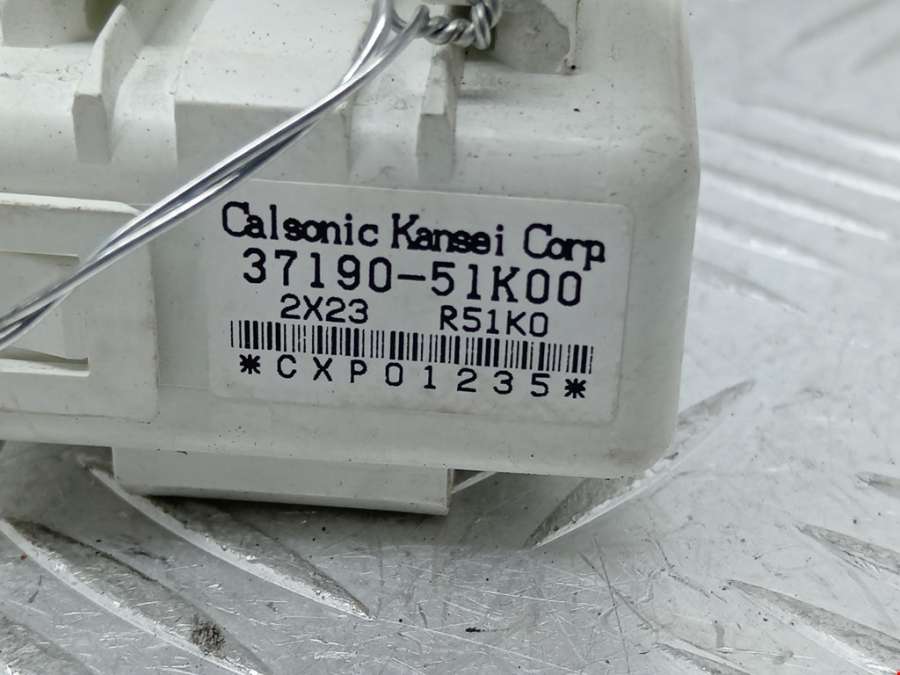 Calsonic Kansei Corp
37190-51K00
2X23 R51K0
*CXP01235*